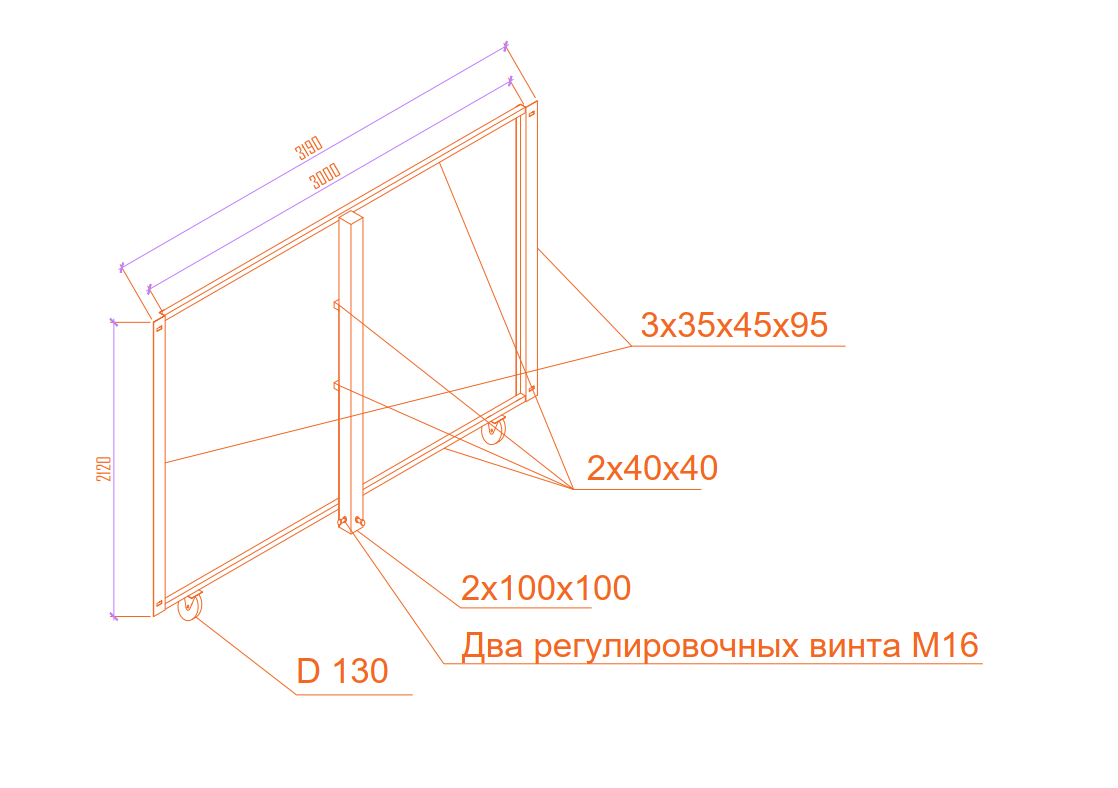 3190
3000
3x35x45x95
2120
2x40x40
2x100x100
Два регулировочных винта М16
D 130